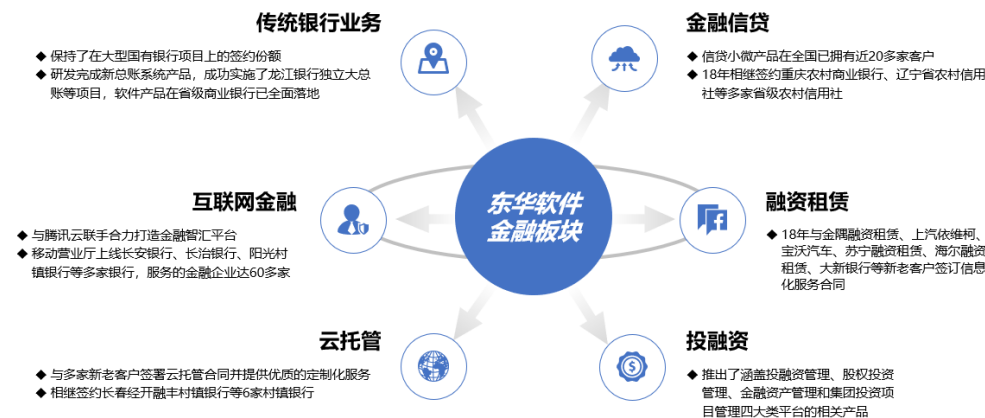 传统银行业务
◆ 保持了在大型国有银行项目上的签约份额
◆ 研发完成新总账系统产品，成功实施了龙江银行独立大总
账等项目，软件产品在省级商业银行已全面落地
金融信贷
◆ 信贷小微产品在全国已拥有近20多家客户
◆ 18年相继签约重庆农村商业银行、辽宁省农村信用
社等多家省级农村信用社
互联网金融
◆ 与腾讯云联手合力打造金融智汇平台
◆ 移动营业厅上线长安银行、长治银行、阳光村
镇银行等多家银行，服务的金融企业达60多家
东华软件
金融板块
融资租赁
◆ 18年与金隅融资租赁、上汽依维柯、
宝沃汽车、苏宁融资租赁、海尔融资
租赁、大新银行等新老客户签订信息
化服务合同
云托管
◆ 与多家新老客户签署云托管合同并提供优质的定制化服务
◆ 相继签约长春经开融丰村镇银行等6家村镇银行
投融资
◆ 推出了涵盖投融资管理、股权投资
管理、金融资产管理和集团投资项
目管理四大类平台的相关产品